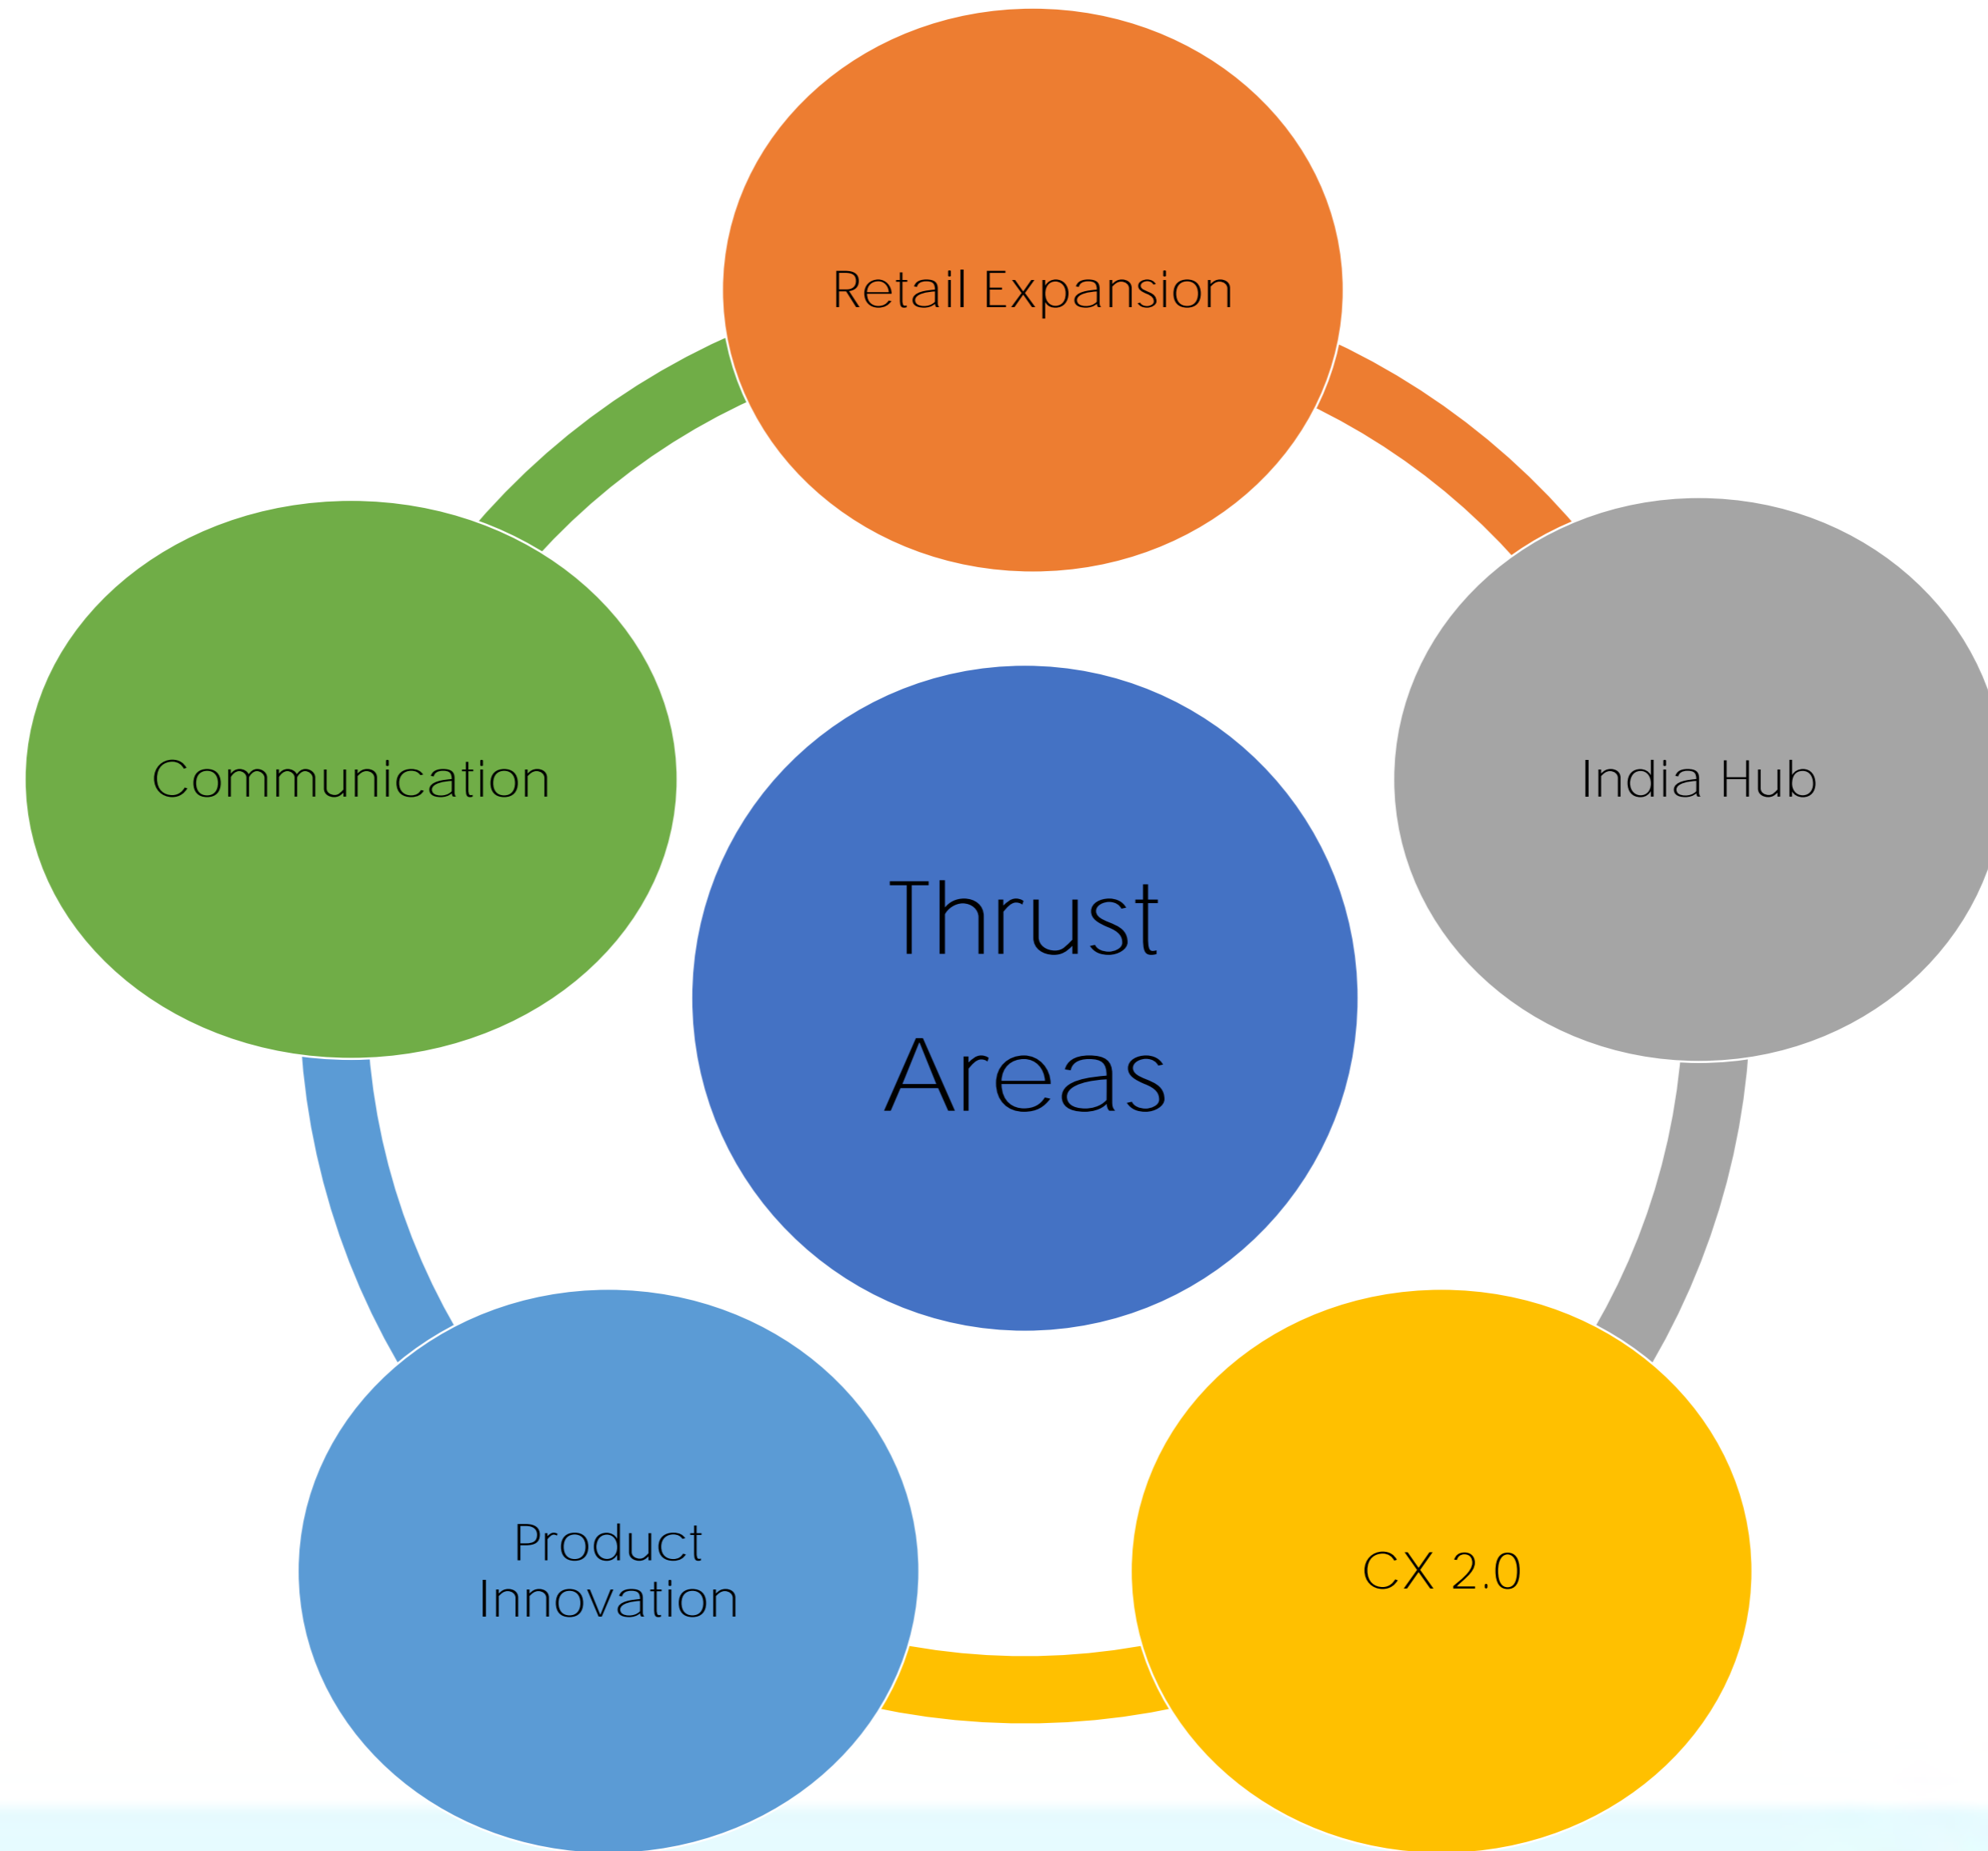 Retail Expansion
Communication
India Hub
Thrust
Areas
Product
Innovation
CX 2.0